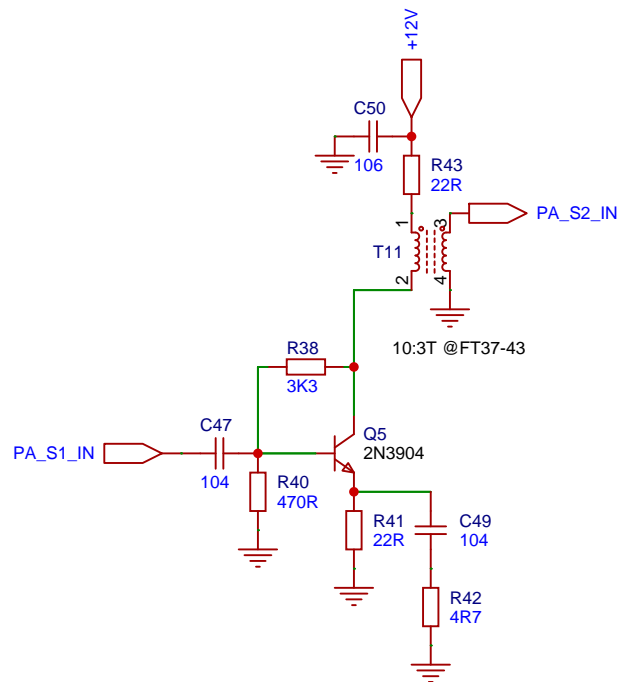 +12V
C50
106
R43
22R
1
3
PA_S2_IN
T11
2
4
10:3T @FT37-43
R38
3K3
C47
Q5
2N3904
PA_S1_IN
104
R40
470R
R41
22R
C49
104
R42
4R7